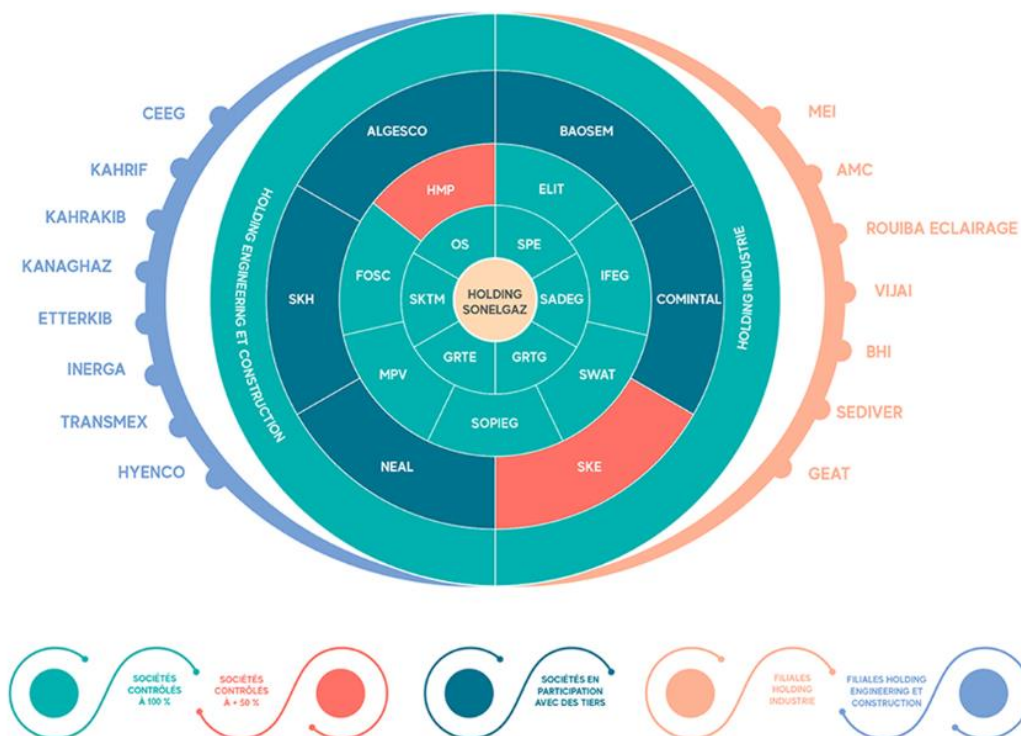 CEEG
KAHRIF
KAHRAKIB
KANAGHAZ
ETTERKIB
INERGA
TRANSMEX
HYENCO
HOLDING ENGINEERING ET CONSTRUCTION
ALGESCO
BAOSEM
SKH
COMINTAL
NEAL
SKE
HMP
ELIT
FOSC
IFEG
MPV
SWAT
SOPIEG
OS
SPE
SKTM
SADEG
GRTE
GRTG
HOLDING
SONELGAZ
HOLDING INDUSTRIE
MEI
AMC
ROUIBA ECLAIRAGE
VIJAI
BHI
SEDIVER
GEAT
SOCIÉTÉS
CONTRÔLÉS
À 100 %
SOCIÉTÉS
CONTRÔLÉS
À + 50 %
SOCIÉTÉS EN
PARTICIPATION
AVEC DES TIERS
FILIALES
HOLDING
INDUSTRIE
FILIALES HOLDING
ENGINEERING ET
CONSTRUCTION